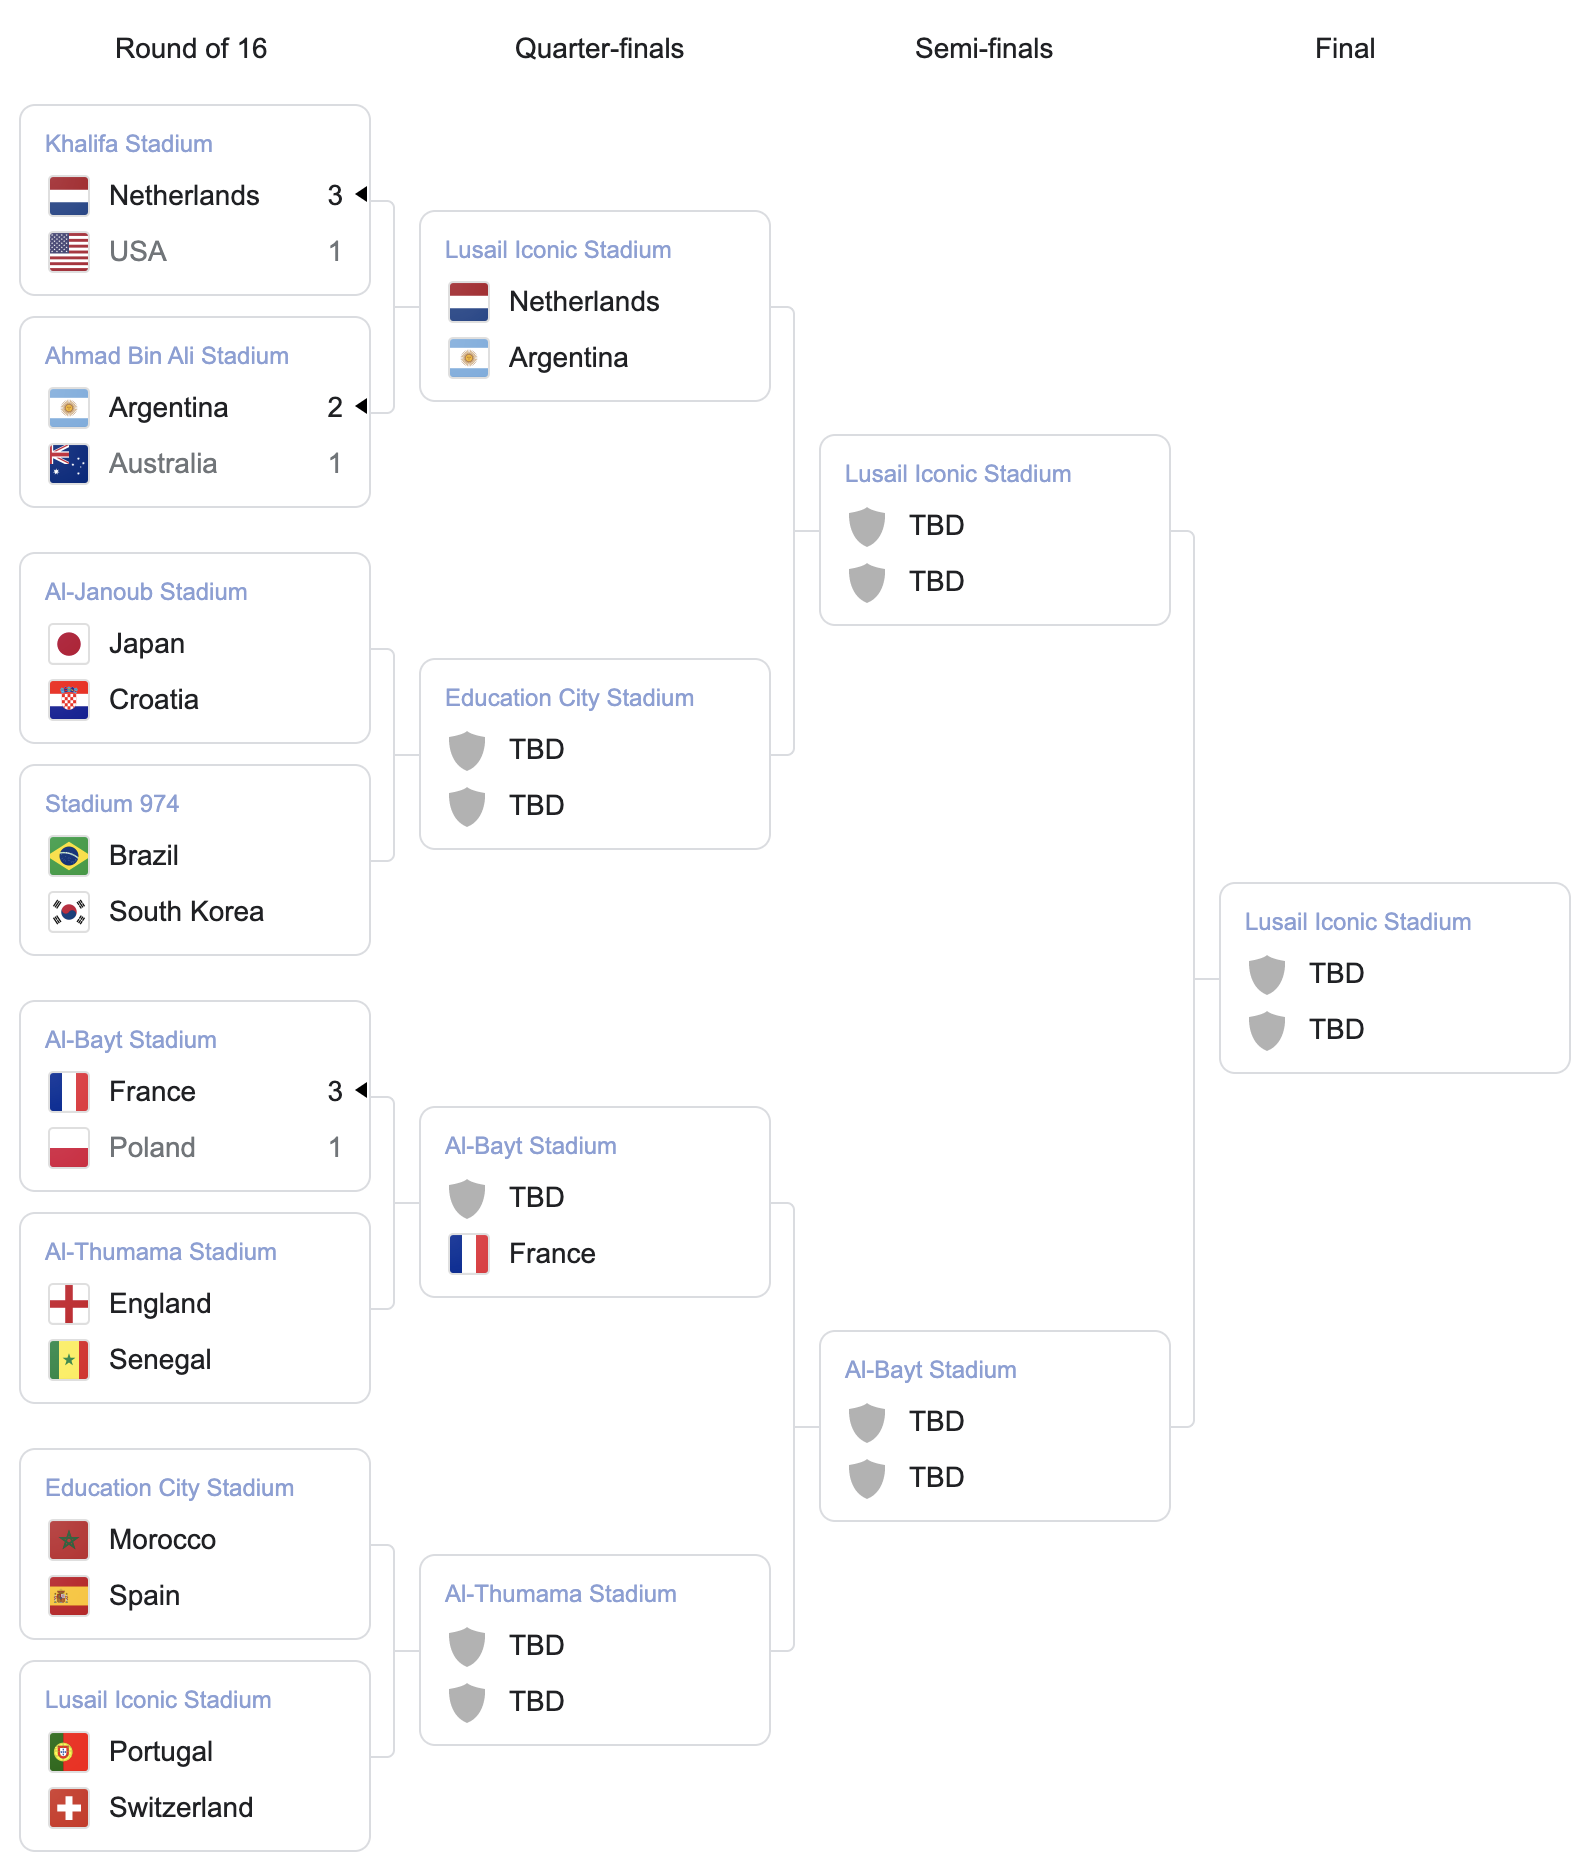 Round of 16
Quarter-finals
Semi-finals
Final
Khalifa Stadium
Netherlands 3
USA 1
Ahmad Bin Ali Stadium
Argentina 2
Australia 1
Al-Janoub Stadium
Japan
Croatia
Stadium 974
Brazil
South Korea
Al-Bayt Stadium
France 3
Poland 1
Al-Thumama Stadium
England
Senegal
Education City Stadium
Morocco
Spain
Lusail Iconic Stadium
Portugal
Switzerland
Lusail Iconic Stadium
Netherlands
Argentina
Education City Stadium
TBD
TBD
Al-Bayt Stadium
TBD
France
Al-Thumama Stadium
TBD
TBD
Lusail Iconic Stadium
TBD
TBD
Al-Bayt Stadium
TBD
TBD
Lusail Iconic Stadium
TBD
TBD